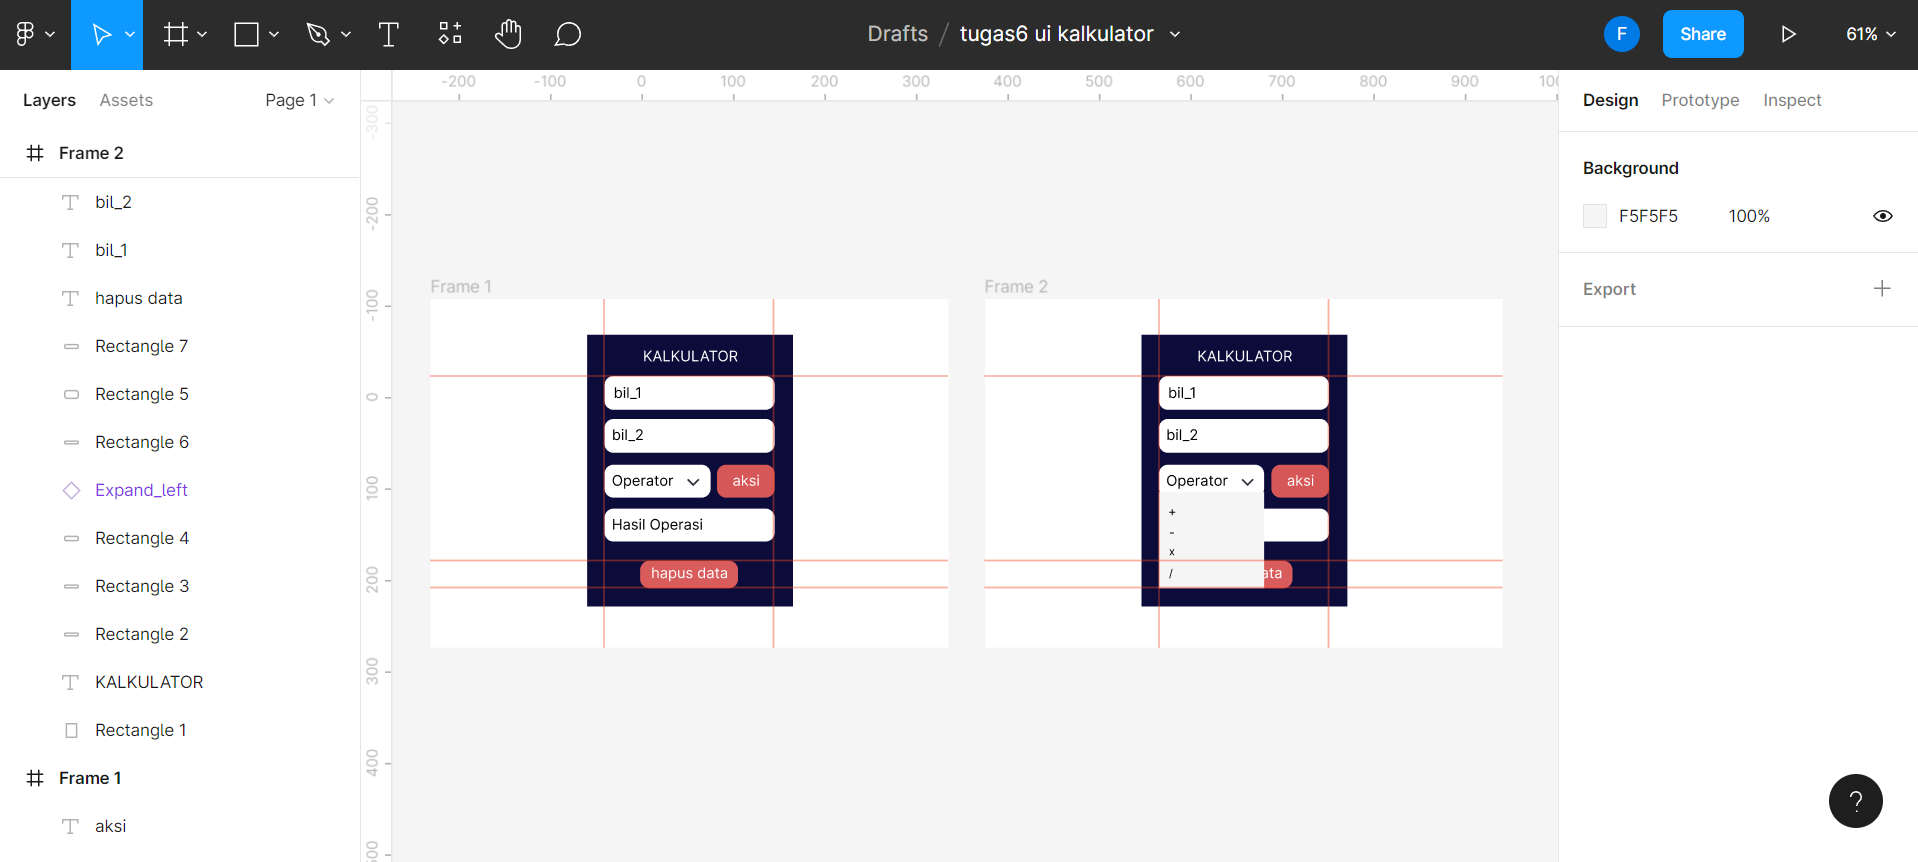 Drafts / tugas6 ui kalkulator
F
Share
61%
Layers
Assets
Page 1
Frame 2
bil_2
bil_1
hapus data
Rectangle 7
Rectangle 5
Rectangle 6
Expand_left
Rectangle 4
Rectangle 3
Rectangle 2
KALKULATOR
Rectangle 1
Frame 1
aksi
-200 -100 0 100 200 300 400 500 600 700 800 900
-300
-200
-100
0
100
200
300
400
Frame 1
KALKULATOR
bil_1
bil_2
Operator
aksi
Hasil Operasi
hapus data
Frame 2
KALKULATOR
bil_1
bil_2
Operator
aksi
+
-
x
/
ata
Design
Prototype
Inspect
Background
F5F5F5
100%
Export
?